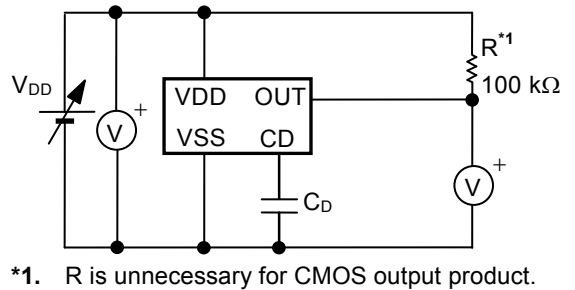 R*1
100 kΩ
VDD
VDD OUT
VSS CD
V +
V +
CD
*1. R is unnecessary for CMOS output product.